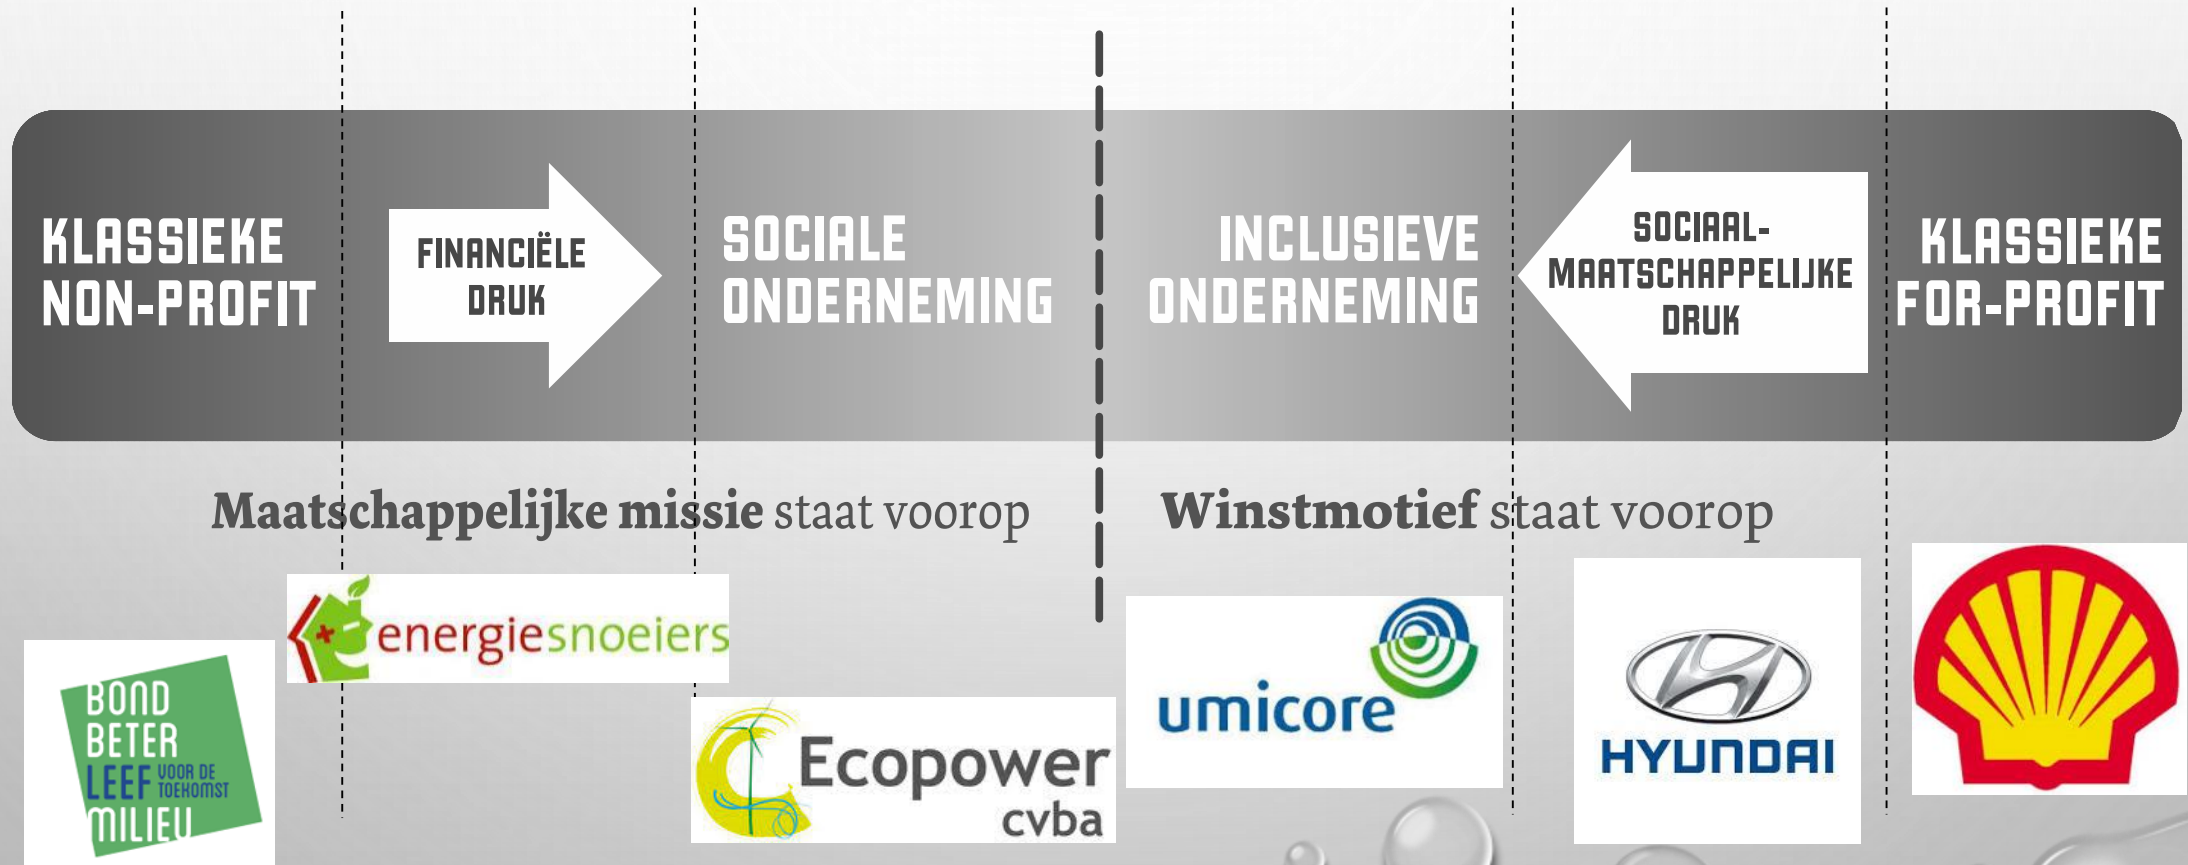 KLASSIEKE
NON-PROFIT
FINANCIËLE
DRUK
SOCIALE
ONDERNEMING
INCLUSIEVE
ONDERNEMING
SOCIAAL-
MAATSCHAPPELIJKE
DRUK
KLASSIEKE
FOR-PROFIT
Maatschappelijke missie staat voorop
Winstmotief staat voorop
BOND
BETER
LEEF VOOR DE TOEKOMST
MILIEU
energiesnoeiers
Ecopower
cvba
umicore
HYUNDAI